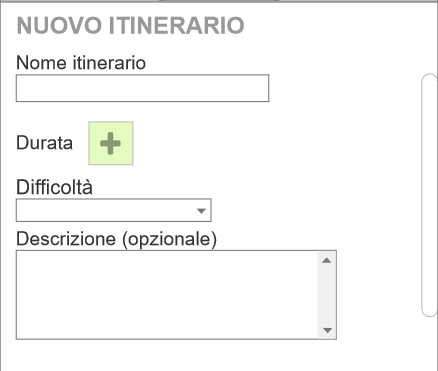 NUOVO ITINERARIO
Nome itinerario
Durata
Difficoltà
Descrizione (opzionale)